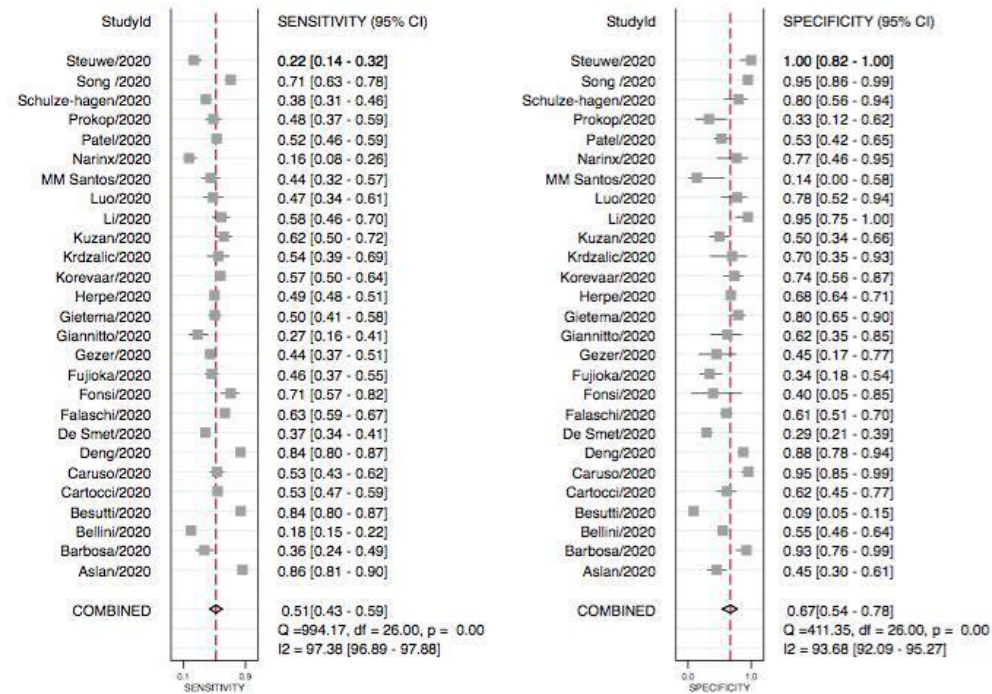 StudyId SENSITIVITY (95% CI)
Steuwe/2020 0.22 [0.14 - 0.32]
Song /2020 0.71 [0.63 - 0.78]
Schulze-hagen/2020 0.38 [0.31 - 0.46]
Prokop/2020 0.48 [0.37 - 0.59]
Patel/2020 0.52 [0.46 - 0.59]
Narinx/2020 0.16 [0.08 - 0.26]
MM Santos/2020 0.44 [0.32 - 0.57]
Luo/2020 0.47 [0.34 - 0.61]
Li/2020 0.58 [0.46 - 0.70]
Kuzan/2020 0.62 [0.50 - 0.72]
Krdzalic/2020 0.54 [0.39 - 0.69]
Korevaar/2020 0.57 [0.50 - 0.64]
Herpe/2020 0.49 [0.48 - 0.51]
Gietema/2020 0.50 [0.41 - 0.58]
Giannitto/2020 0.27 [0.16 - 0.41]
Gezer/2020 0.44 [0.37 - 0.51]
Fujioka/2020 0.46 [0.37 - 0.55]
Fonsi/2020 0.71 [0.57 - 0.82]
Falaschi/2020 0.63 [0.59 - 0.67]
De Smet/2020 0.37 [0.34 - 0.41]
Deng/2020 0.84 [0.80 - 0.87]
Caruso/2020 0.53 [0.43 - 0.62]
Cartocci/2020 0.53 [0.47 - 0.59]
Besutti/2020 0.84 [0.80 - 0.87]
Bellini/2020 0.18 [0.15 - 0.22]
Barbosa/2020 0.36 [0.24 - 0.49]
Aslan/2020 0.86 [0.81 - 0.90]
COMBINED 0.51[0.43 - 0.59]
Q =994.17, df = 26.00, p = 0.00
I2 = 97.38 [96.89 - 97.88]
0.1 0.9
SENSITIVITY
StudyId SPECIFICITY (95% CI)
Steuwe/2020 1.00 [0.82 - 1.00]
Song /2020 0.95 [0.86 - 0.99]
Schulze-hagen/2020 0.80 [0.56 - 0.94]
Prokop/2020 0.33 [0.12 - 0.62]
Patel/2020 0.53 [0.42 - 0.65]
Narinx/2020 0.77 [0.46 - 0.95]
MM Santos/2020 0.14 [0.00 - 0.58]
Luo/2020 0.78 [0.52 - 0.94]
Li/2020 0.95 [0.75 - 1.00]
Kuzan/2020 0.50 [0.34 - 0.66]
Krdzalic/2020 0.70 [0.35 - 0.93]
Korevaar/2020 0.74 [0.56 - 0.87]
Herpe/2020 0.68 [0.64 - 0.71]
Gietema/2020 0.80 [0.65 - 0.90]
Giannitto/2020 0.62 [0.35 - 0.85]
Gezer/2020 0.45 [0.17 - 0.77]
Fujioka/2020 0.34 [0.18 - 0.54]
Fonsi/2020 0.40 [0.05 - 0.85]
Falaschi/2020 0.61 [0.51 - 0.70]
De Smet/2020 0.29 [0.21 - 0.39]
Deng/2020 0.88 [0.78 - 0.94]
Caruso/2020 0.95 [0.85 - 0.99]
Cartocci/2020 0.62 [0.45 - 0.77]
Besutti/2020 0.09 [0.05 - 0.15]
Bellini/2020 0.55 [0.46 - 0.64]
Barbosa/2020 0.93 [0.76 - 0.99]
Aslan/2020 0.45 [0.30 - 0.61]
COMBINED 0.67[0.54 - 0.78]
Q =411.35, df = 26.00, p = 0.00
I2 = 93.68 [92.09 - 95.27]
0.0 1.0
SPECIFICITY